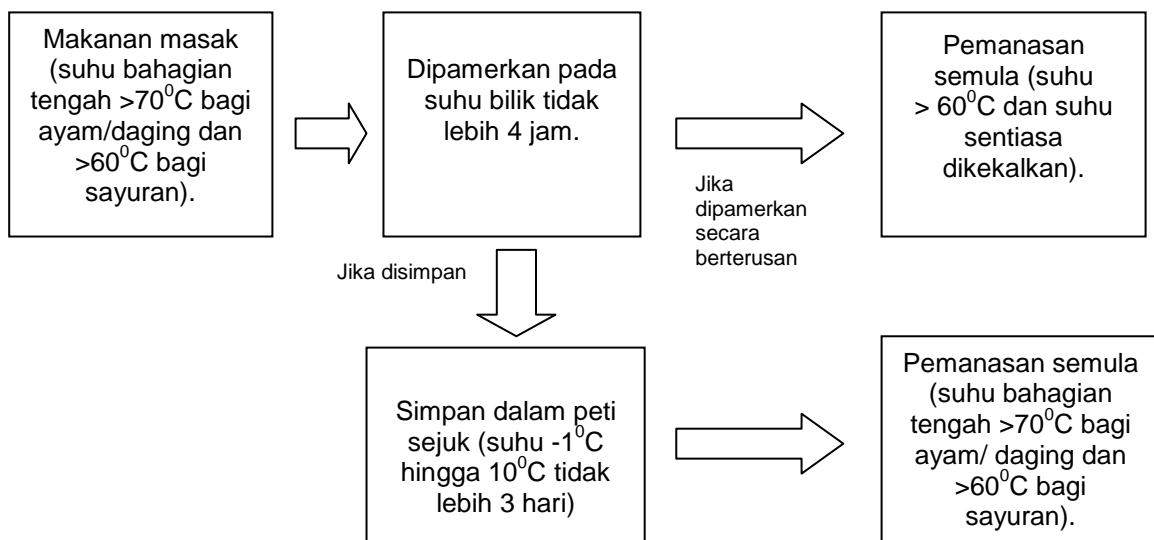 Makanan masak
(suhu bahagian
tengah >70⁰C bagi
ayam/daging dan
>60⁰C bagi
sayuran).
Dipamerkan pada
suhu bilik tidak
lebih 4 jam.
Jika
dipamerkan
secara
berterusan
Pemanasan
semula (suhu
> 60⁰C dan suhu
sentiasa
dikekalkan).
Jika disimpan
Simpan dalam peti
sejuk (suhu -1⁰C
hingga 10⁰C tidak
lebih 3 hari)
Pemanasan semula
(suhu bahagian
tengah >70⁰C bagi
ayam/ daging dan
>60⁰C bagi
sayuran).